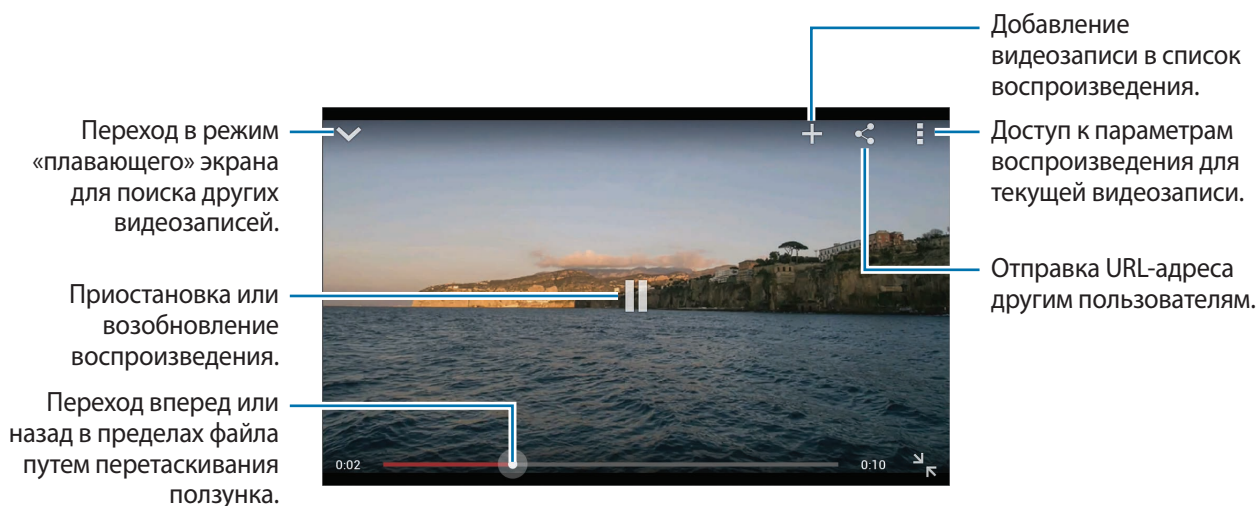 Добавление
видеозаписи в список
воспроизведения.
Переход в режим
«плавающего» экрана
для поиска других
видеозаписей.
Доступ к параметрам
воспроизведения для
текущей видеозаписи.
Отправка URL-адреса
другим пользователям.
Приостановка или
возобновление
воспроизведения.
Переход вперед или
назад в пределах файла
путем перетаскивания
ползунка.
0:02
0:10